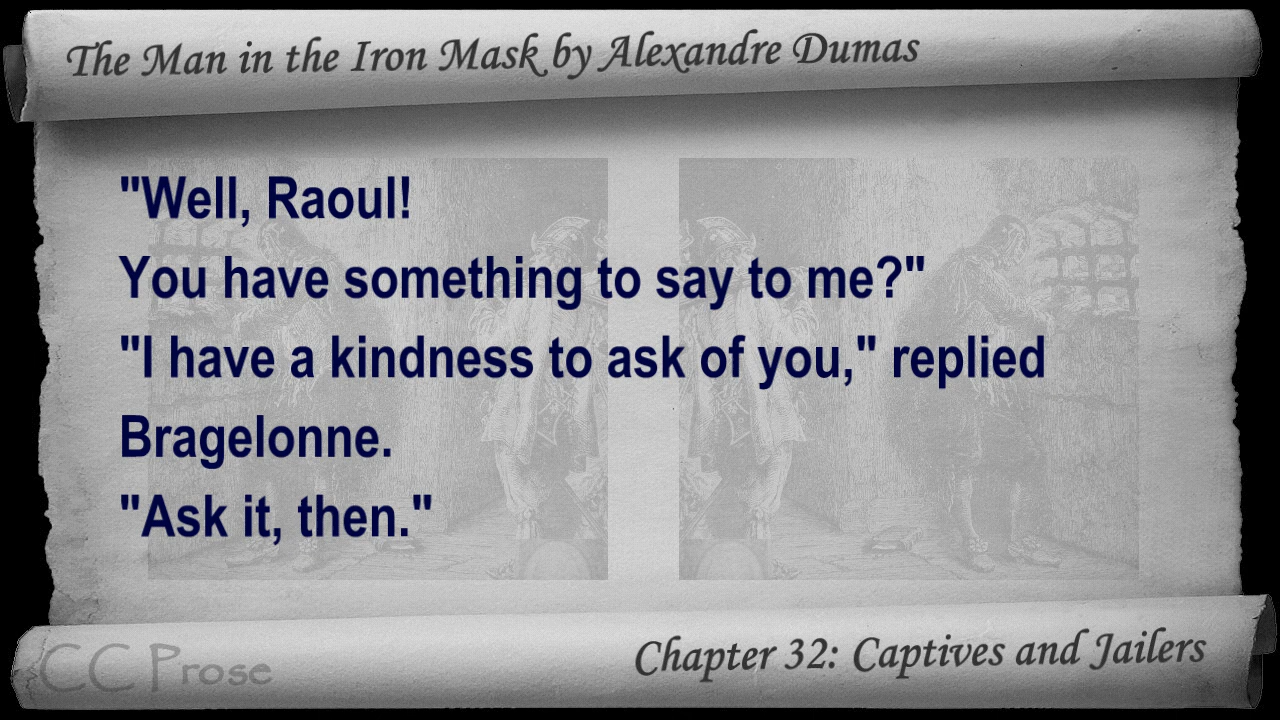 The Man in the Iron Mask by Alexandre Dumas
"Well, Raoul!
You have something to say to me?"
"I have a kindness to ask of you," replied
Bragelonne.
"Ask it, then."
Chapter 32: Captives and Jailers
CC Prose